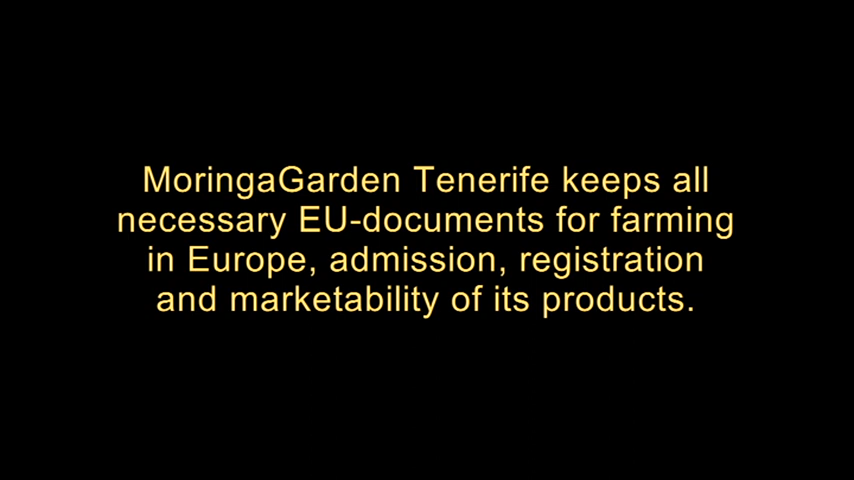 MoringaGarden Tenerife keeps all
necessary EU-documents for farming
in Europe, admission, registration
and marketability of its products.